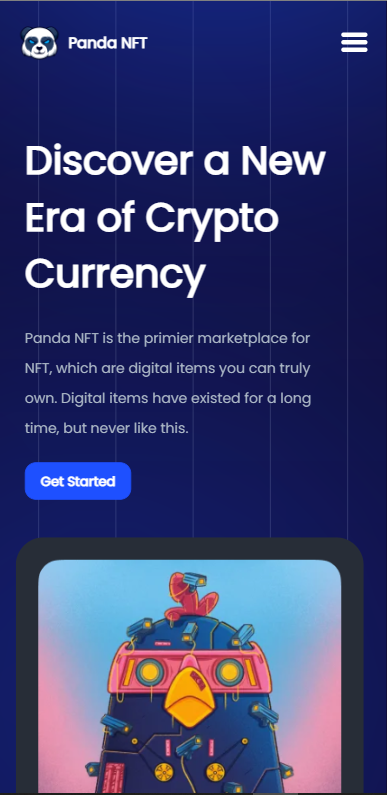 Panda NFT
Discover a New
Era of Crypto
Currency
Panda NFT is the primier marketplace for
NFT, which are digital items you can truly
own. Digital items have existed for a long
time, but never like this.
Get Started